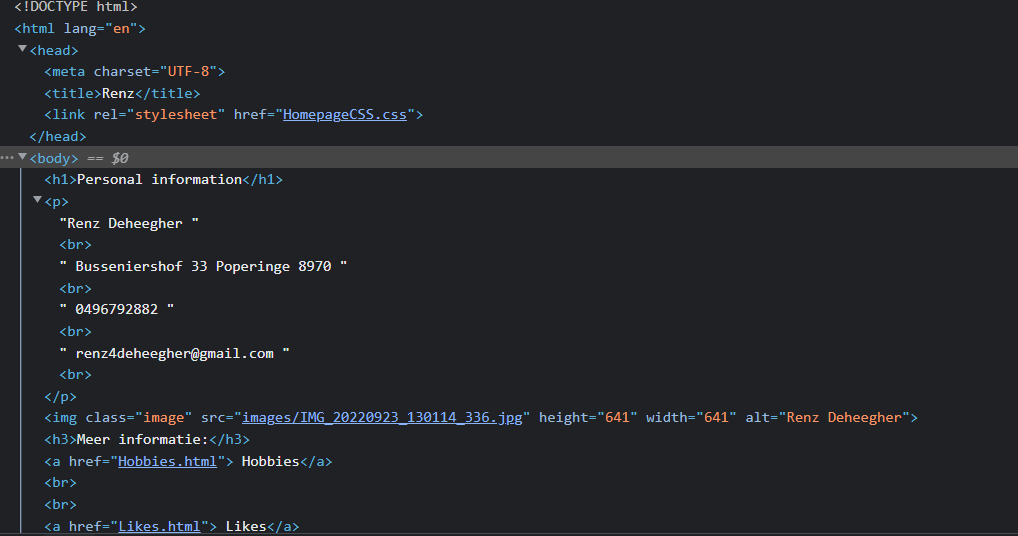 <!DOCTYPE html>
<html lang="en">
<head>
<meta charset="UTF-8">
<title>Renz</title>
<link rel="stylesheet" href="HomepageCSS.css">
</head>
<body> == $0
<h1>Personal information</h1>
<p>
"Renz Deheegher "
<br>
" Busseniershof 33 Poperinge 8970 "
<br>
" 0496792882 "
<br>
" renz4deheegher@gmail.com "
<br>
</p>
<img class="image" src="images/IMG_20220923_130114_336.jpg" height="641" width="641" alt="Renz Deheegher">
<h3>Meer informatie:</h3>
<a href="Hobbies.html"> Hobbies</a>
<br>
<br>
<a href="Likes.html"> Likes</a>